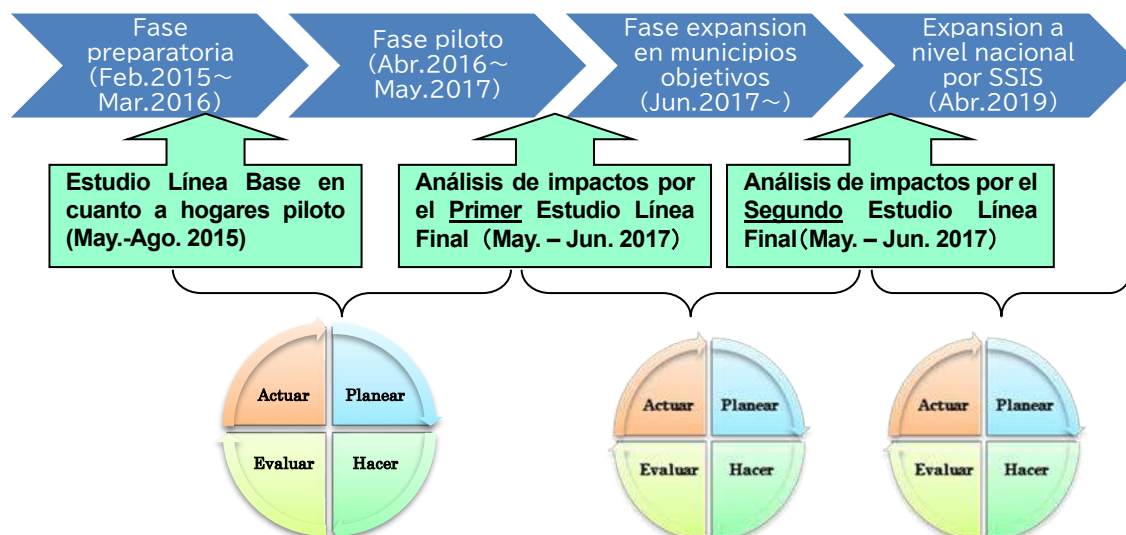 Fase
preparatoria
(Feb.2015～
Mar.2016)
Fase piloto
(Abr.2016～
May.2017)
Fase expansion
en municipios
objetivos
(Jun.2017～)
Expansion a
nivel nacional
por SSIS
(Abr.2019)
Estudio Línea Base en
cuanto a hogares piloto
(May.-Ago. 2015)
Análisis de impactos por
el Primer Estudio Línea
Final（May. – Jun. 2017）
Análisis de impactos por el
Segundo Estudio Línea
Final(May. – Jun. 2017）
Actuar
Planear
Evaluar
Hacer
Actuar
Planear
Evaluar
Hacer
Actuar
Planear
Evaluar
Hacer